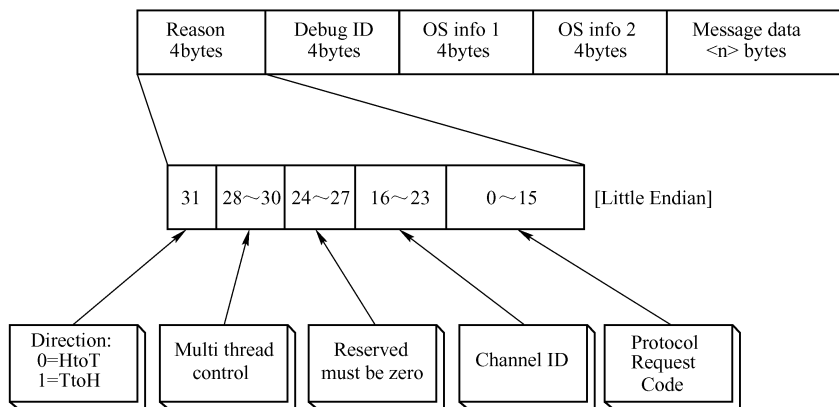 Reason
4bytes
Debug ID
4bytes
OS info 1
4bytes
OS info 2
4bytes
Message data
<n> bytes
31
28～30
24～27
16～23
0～15
[Little Endian]
Direction:
0=HtoT
1=TtoH
Multi thread
control
Reserved
must be zero
Channel ID
Protocol
Request
Code